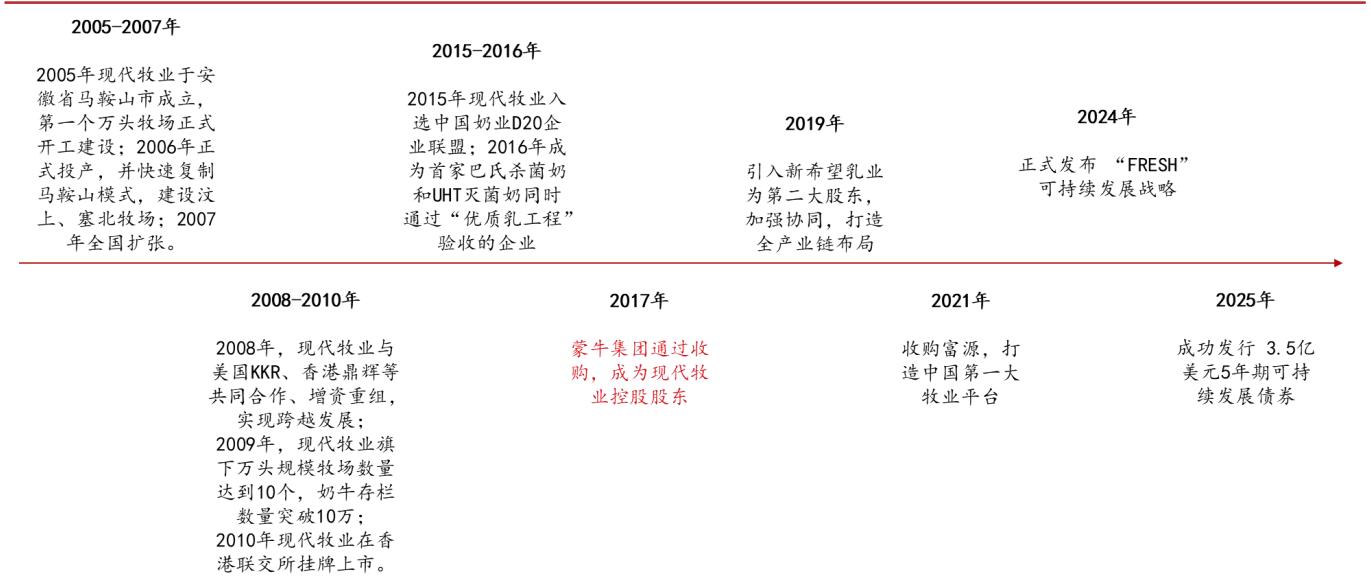 2005-2007年
2005年现代牧业于安
徽省马鞍山市成立，
第一个万头牧场正式
开工建设；2006年正
式投产，并快速复制
马鞍山模式，建设汶
上、塞北牧场；2007
年全国扩张。
2015-2016年
2015年现代牧业入
选中国奶业D20企
业联盟；2016年成
为首家巴氏杀菌奶
和UHT灭菌奶同时
通过“优质乳工程”
验收的企业
2019年
引入新希望乳业
为第二大股东，
加强协同，打造
全产业链布局
2024年
正式发布 “FRESH”
可持续发展战略
2008-2010年
2008年，现代牧业与
美国KKR、香港鼎辉等
共同合作、增资重组，
实现跨越发展；
2009年，现代牧业旗
下万头规模牧场数量
达到10个，奶牛存栏
数量突破10万；
2010年现代牧业在香
港联交所挂牌上市。
2017年
蒙牛集团通过收
购，成为现代牧
业控股股东
2021年
收购富源，打
造中国第一大
牧业平台
2025年
成功发行 3.5亿
美元5年期可持
续发展债券